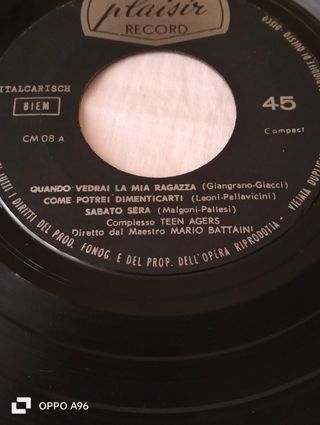 plaisir
RECORD
ITALCARISCH
BIEM
45
CM 08 A
Compact
QUANDO VEDRAI LA MIA RAGAZZA (Giangrano-Giacci)
COME POTREI DIMENTICARTI (Leoni-Pallavicini)
SABATO SERA (Malgoni-Pallesi)
Complesso TEEN AGERS
Diretto dal Maestro MARIO BATTAINI
TUTTI I DIRITTI DEL PROD. FONOG. E DEL PROP. DELL'OPERA RIPRODOTTA - VIETATA
DISCO
OPPO A96